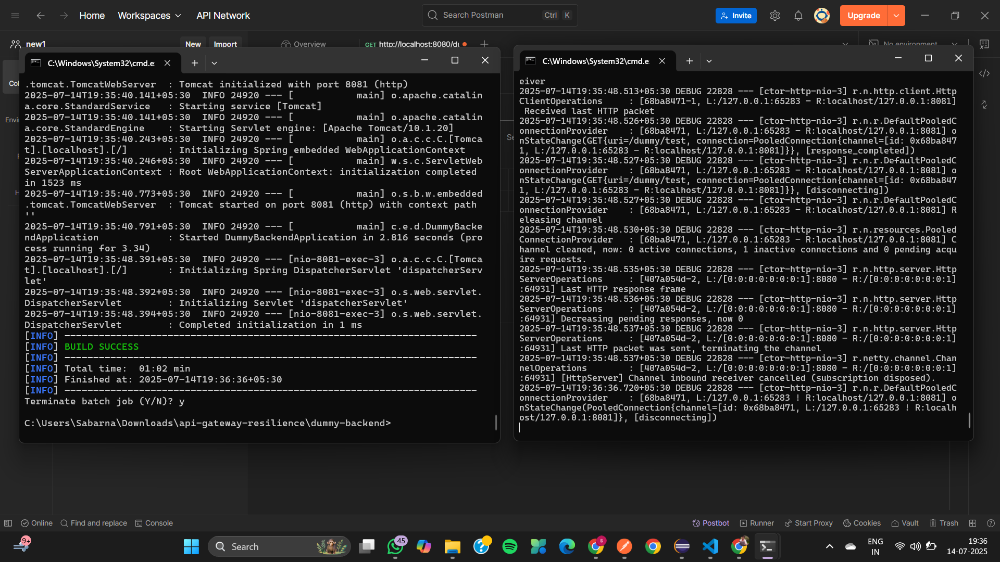 Home Workspaces API Network
Search Postman Ctrl K
Invite Upgrade
new1 New Import Overview GET http://localhost:8080/du No environment
C:\Windows\System32\cmd.e:
.tomcat.TomcatWebServer  : Tomcat initialized with port 8081 (http)
2025-07-14T19:35:40.141+05:30  INFO 24920 --- [           main] o.apache.catalin
a.core.StandardService   : Starting service [Tomcat]
2025-07-14T19:35:40.141+05:30  INFO 24920 --- [           main] o.apache.catalin
a.core.StandardEngine    : Starting Servlet engine: [Apache Tomcat/10.1.20]
2025-07-14T19:35:40.243+05:30  INFO 24920 --- [           main] o.a.c.c.C.[Tomca
t].[localhost].[/]       : Initializing Spring embedded WebApplicationContext
2025-07-14T19:35:40.246+05:30  INFO 24920 --- [           main] w.s.c.ServletWeb
ServerApplicationContext : Root WebApplicationContext: initialization completed
in 1523 ms
2025-07-14T19:35:40.773+05:30  INFO 24920 --- [           main] o.s.b.w.embedded
.tomcat.TomcatWebServer  : Tomcat started on port 8081 (http) with context path
''
2025-07-14T19:35:40.791+05:30  INFO 24920 --- [           main] c.e.d.DummyBacke
ndApplication            : Started DummyBackendApplication in 2.816 seconds (pro
cess running for 3.34)
2025-07-14T19:35:48.391+05:30  INFO 24920 --- [nio-8081-exec-3] o.a.c.c.C.[Tomca
t].[localhost].[/]       : Initializing Spring DispatcherServlet 'dispatcherServ
let'
2025-07-14T19:35:48.392+05:30  INFO 24920 --- [nio-8081-exec-3] o.s.web.servlet.
DispatcherServlet        : Initializing Servlet 'dispatcherServlet'
2025-07-14T19:35:48.394+05:30  INFO 24920 --- [nio-8081-exec-3] o.s.web.servlet.
DispatcherServlet        : Completed initialization in 1 ms
[INFO] ------------------------------------------------------------------------
[INFO] BUILD SUCCESS
[INFO] ------------------------------------------------------------------------
[INFO] Total time:  01:02 min
[INFO] Finished at: 2025-07-14T19:36:36+05:30
[INFO] ------------------------------------------------------------------------
Terminate batch job (Y/N)? y
C:\Users\Sabarna\Downloads\api-gateway-resilience\dummy-backend>
C:\Windows\System32\cmd.e:
eiver
2025-07-14T19:35:48.513+05:30 DEBUG 22828 --- [ctor-http-nio-3] r.n.http.client.Http
ClientOperations     : [68ba8471-1, L:/127.0.0.1:65283 - R:localhost/127.0.0.1:8081]
 Received last HTTP packet
2025-07-14T19:35:48.526+05:30 DEBUG 22828 --- [ctor-http-nio-3] r.n.r.DefaultPooledC
onnectionProvider    : [68ba8471, L:/127.0.0.1:65283 - R:localhost/127.0.0.1:8081] o
nStateChange(GET{uri=/dummy/test, connection=PooledConnection{channel=[id: 0x68ba847
1, L:/127.0.0.1:65283 - R:localhost/127.0.0.1:8081]}}, [response_completed])
2025-07-14T19:35:48.527+05:30 DEBUG 22828 --- [ctor-http-nio-3] r.n.r.DefaultPooledC
onnectionProvider    : [68ba8471, L:/127.0.0.1:65283 - R:localhost/127.0.0.1:8081] o
nStateChange(GET{uri=/dummy/test, connection=PooledConnection{channel=[id: 0x68ba847
1, L:/127.0.0.1:65283 - R:localhost/127.0.0.1:8081]}}, [disconnecting])
2025-07-14T19:35:48.527+05:30 DEBUG 22828 --- [ctor-http-nio-3] r.n.r.DefaultPooledC
onnectionProvider    : [68ba8471, L:/127.0.0.1:65283 - R:localhost/127.0.0.1:8081] R
eleasing channel
2025-07-14T19:35:48.530+05:30 DEBUG 22828 --- [ctor-http-nio-3] r.n.resources.Pooled
ConnectionProvider   : [68ba8471, L:/127.0.0.1:65283 - R:localhost/127.0.0.1:8081] C
hannel cleaned, now: 0 active connections, 1 inactive connections and 0 pending acqu
ire requests.
2025-07-14T19:35:48.535+05:30 DEBUG 22828 --- [ctor-http-nio-3] r.n.http.server.Http
ServerOperations     : [407a054d-2, L:/[0:0:0:0:0:0:0:1]:8080 - R:/[0:0:0:0:0:0:0:1]
:64931] Last HTTP response frame
2025-07-14T19:35:48.536+05:30 DEBUG 22828 --- [ctor-http-nio-3] r.n.http.server.Http
ServerOperations     : [407a054d-2, L:/[0:0:0:0:0:0:0:1]:8080 - R:/[0:0:0:0:0:0:0:1]
:64931] Decreasing pending responses, now 0
2025-07-14T19:35:48.537+05:30 DEBUG 22828 --- [ctor-http-nio-3] r.n.http.server.Http
ServerOperations     : [407a054d-2, L:/[0:0:0:0:0:0:0:1]:8080 - R:/[0:0:0:0:0:0:0:1]
:64931] Last HTTP packet was sent, terminating the channel
2025-07-14T19:35:48.537+05:30 DEBUG 22828 --- [ctor-http-nio-3] r.netty.channel.Chan
nelOperations        : [407a054d-2, L:/[0:0:0:0:0:0:0:1]:8080 - R:/[0:0:0:0:0:0:0:1]
:64931] [HttpServer] Channel inbound receiver cancelled (subscription disposed).
2025-07-14T19:36:36.720+05:30 DEBUG 22828 --- [ctor-http-nio-3] r.n.r.DefaultPooledC
onnectionProvider    : [68ba8471, L:/127.0.0.1:65283 ! R:localhost/127.0.0.1:8081] o
nStateChange(PooledConnection{channel=[id: 0x68ba8471, L:/127.0.0.1:65283 ! R:localh
ost/127.0.0.1:8081]}, [disconnecting])
Col
Envi
Se
Online Find and replace Console Postbot Runner Start Proxy Cookies Vault Trash
9+
Search
45
ENG
IN
19:36
14-07-2025